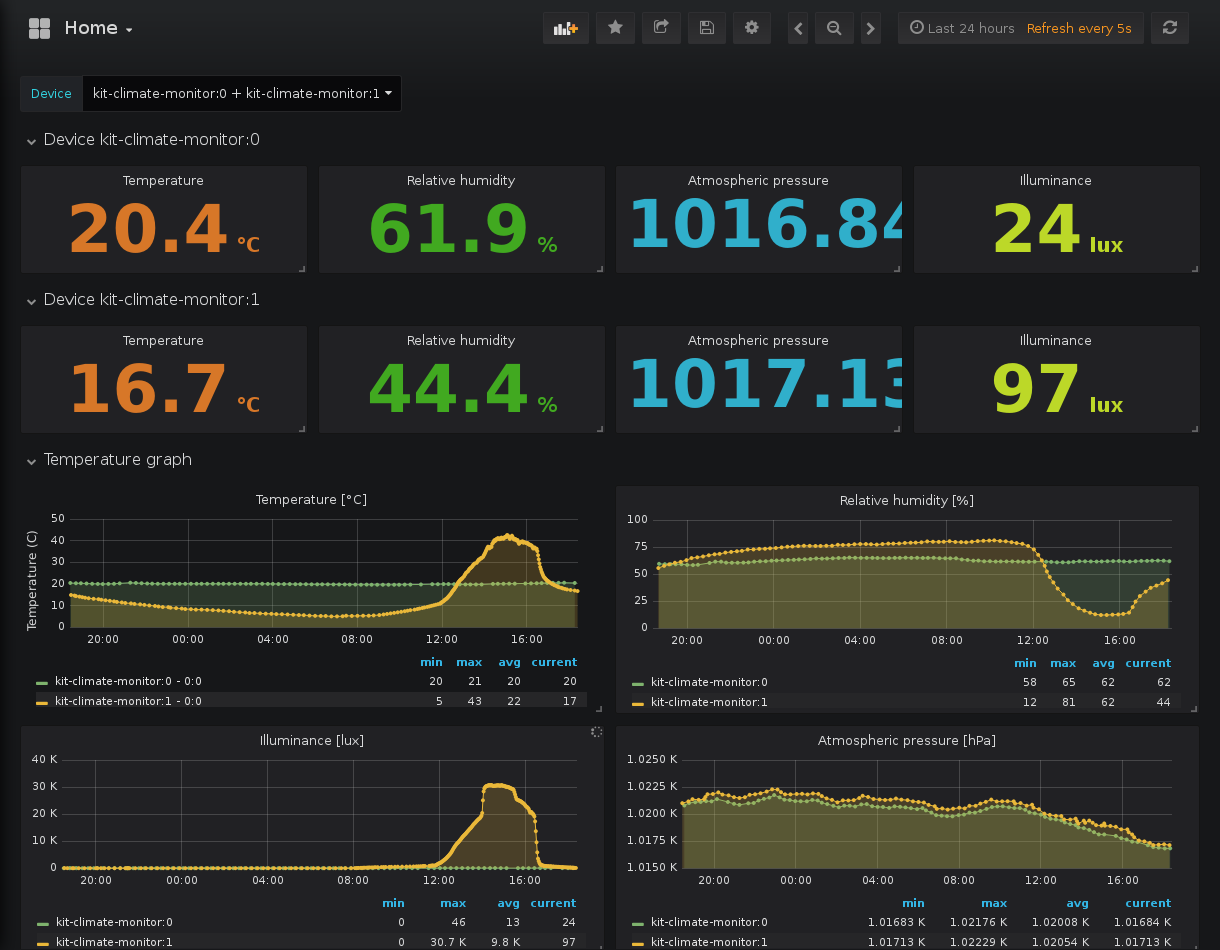 Home
Last 24 hours Refresh every 5s
Device kit-climate-monitor:0 + kit-climate-monitor:1
Device kit-climate-monitor:0
Temperature Relative humidity Atmospheric pressure Illuminance
20.4 °C 61.9 % 1016.84 24 lux
Device kit-climate-monitor:1
Temperature Relative humidity Atmospheric pressure Illuminance
16.7 °C 44.4 % 1017.13 97 lux
Temperature graph
Temperature [°C]
Temperature (C)
50
40
30
20
10
0
20:00 00:00 04:00 08:00 12:00 16:00
min max avg current
kit-climate-monitor:0 - 0:0 20 21 20 20
kit-climate-monitor:1 - 0:0 5 43 22 17
Relative humidity [%]
100
75
50
25
0
20:00 00:00 04:00 08:00 12:00 16:00
min max avg current
kit-climate-monitor:0 58 65 62 62
kit-climate-monitor:1 12 81 62 44
Illuminance [lux]
40 K
30 K
20 K
10 K
0
20:00 00:00 04:00 08:00 12:00 16:00
min max avg current
kit-climate-monitor:0 0 46 13 24
kit-climate-monitor:1 0 30.7 K 9.8 K 97
Atmospheric pressure [hPa]
1.0250 K
1.0225 K
1.0200 K
1.0175 K
1.0150 K
20:00 00:00 04:00 08:00 12:00 16:00
min max avg current
kit-climate-monitor:0 1.01683 K 1.02176 K 1.02008 K 1.01684 K
kit-climate-monitor:1 1.01713 K 1.02229 K 1.02054 K 1.01713 K